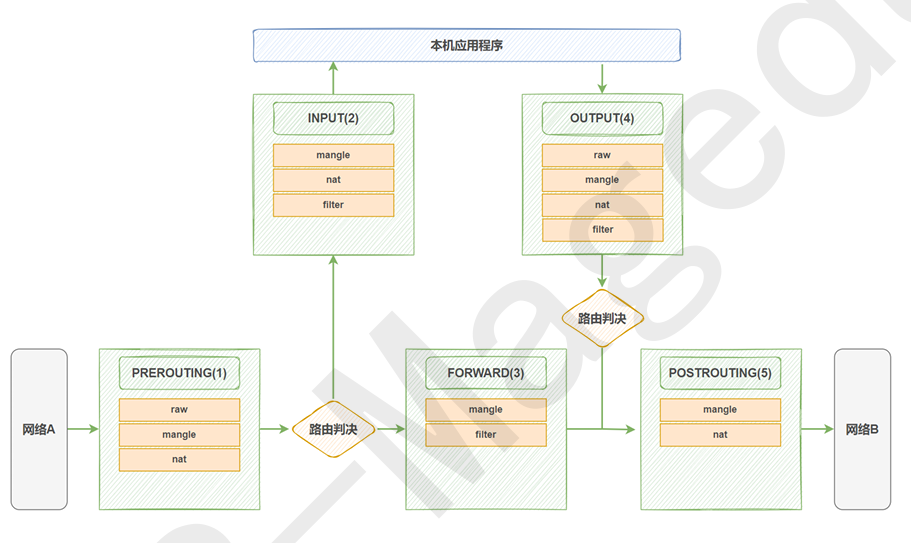 本机应用程序
INPUT(2)
mangle
nat
filter
OUTPUT(4)
raw
mangle
nat
filter
路由判决
网络A
PREROUTING(1)
raw
mangle
nat
路由判决
FORWARD(3)
mangle
filter
POSTROUTING(5)
mangle
nat
网络B